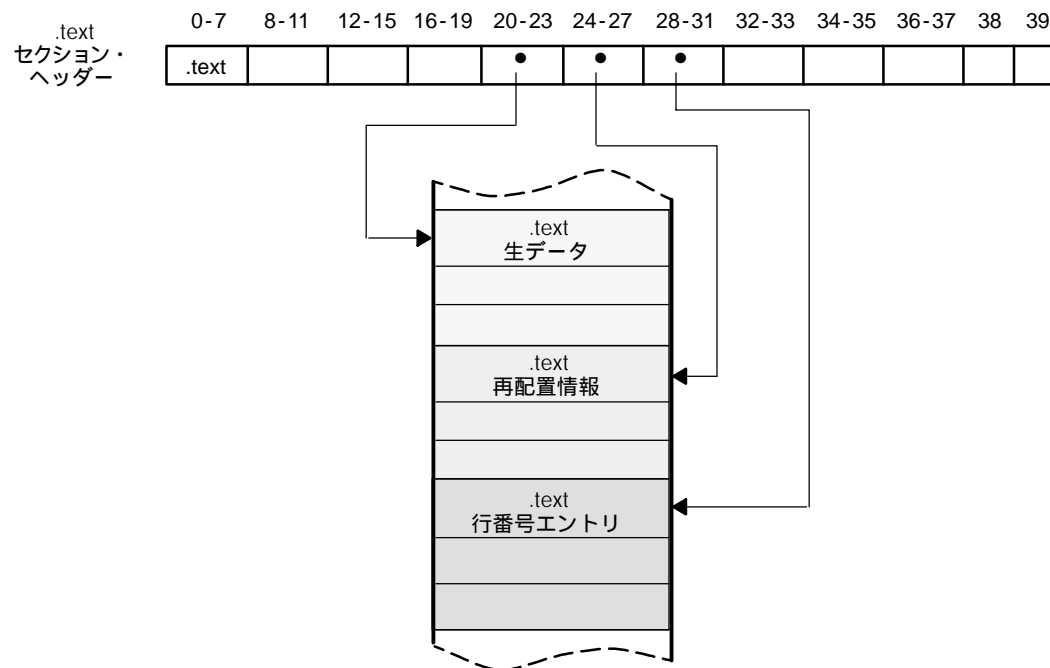 0-7 8-11 12-15 16-19 20-23 24-27 28-31 32-33 34-35 36-37 38 39
.text
セクション・
ヘッダー
.text
.text
生データ
.text
再配置情報
.text
行番号エントリ